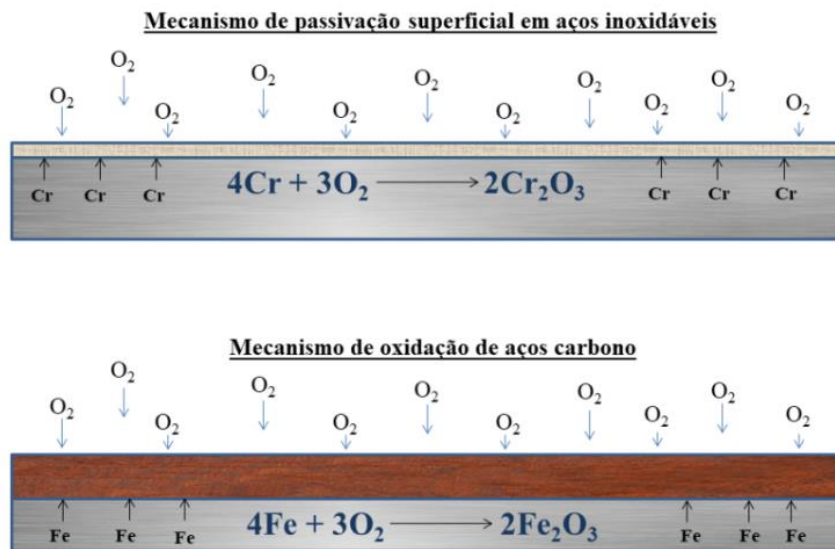 Mecanismo de passivação superficial em aços inoxidáveis
O₂ O₂ O₂ O₂ O₂ O₂ O₂ O₂ O₂ O₂ O₂
4Cr + 3O₂ ⟶ 2Cr₂O₃
Cr Cr Cr Cr Cr Cr
Mecanismo de oxidação de aços carbono
O₂ O₂ O₂ O₂ O₂ O₂ O₂ O₂ O₂ O₂ O₂
4Fe + 3O₂ ⟶ 2Fe₂O₃
Fe Fe Fe Fe Fe Fe